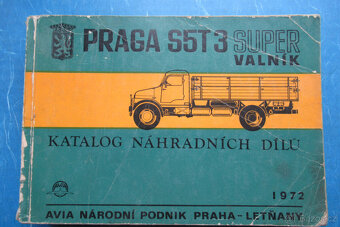 PRAGA S5T3 SUPER
VALNÍK
KATALOG NÁHRADNÍCH DÍLŮ
1972
AVIA NÁRODNÍ PODNIK PRAHA-LETŇANY